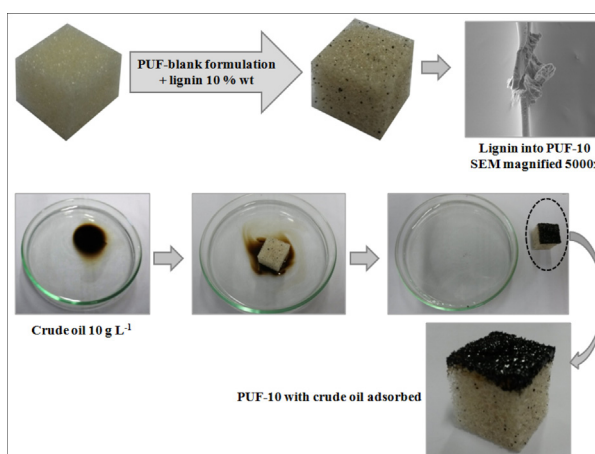 PUF-blank formulation
+ lignin 10 % wt
Lignin into PUF-10
SEM magnified 5000x
Crude oil 10 g L⁻¹
PUF-10 with crude oil adsorbed